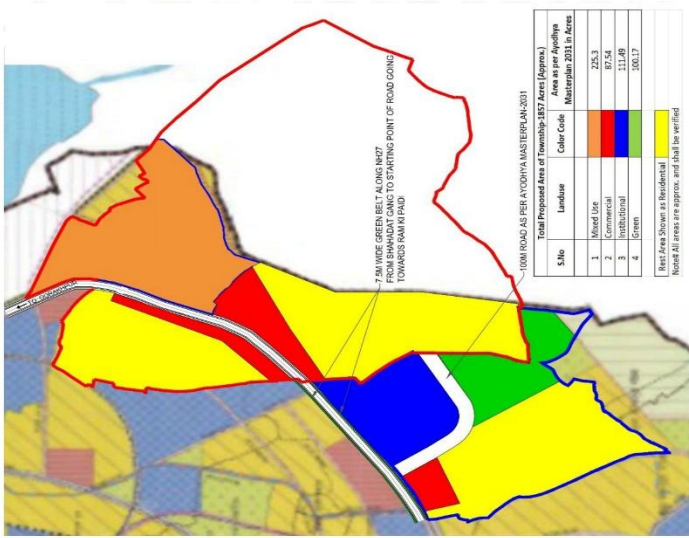 TO GORAKHPUR
7.5M WIDE GREEN BELT ALONG NH27
FROM SHAHADAT GANG TO STARTING POINT OF ROAD GOING
TOWARDS RAM KI PAIDI
100M ROAD AS PER AYODHYA MASTERPLAN-2031
Total Proposed Area of Township-1857 Acres (Approx.)
S.No Landuse Color Code Area as per Ayodhya Masterplan 2031 in Acres
1 Mixed Use 225.3
2 Commercial 87.54
3 Institutional 111.49
4 Green 100.17
Rest Area Shown as Residential
Note# All areas are approx. and shall be verified